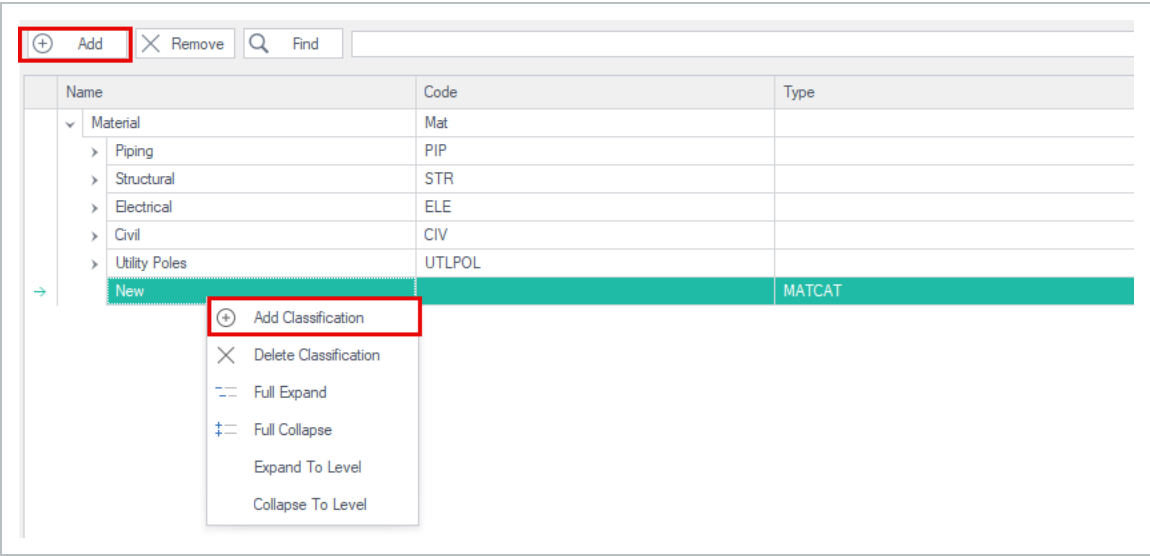 Add Remove Find
Name Code Type
Material Mat
Piping PIP
Structural STR
Electrical ELE
Civil CIV
Utility Poles UTLPOL
New MATCAT
Add Classification
Delete Classification
Full Expand
Full Collapse
Expand To Level
Collapse To Level